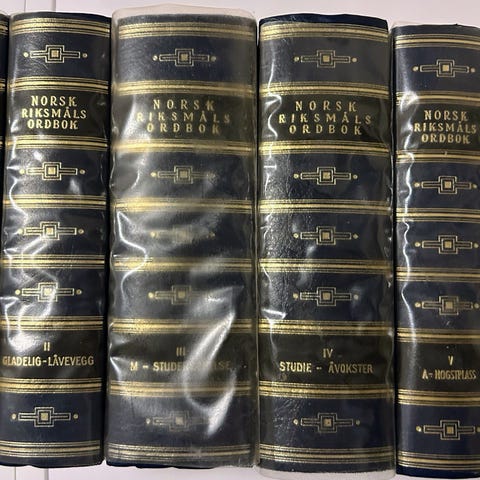 NORSK
RIKSMÅLS
ORDBOK
II
GLADELIG-LÅVEVEGG
NORSK
RIKSMÅLS
ORDBOK
III
M - 
NORSK
RIKSMÅLS
ORDBOK
IV
STUDIE - ÅVOKSTER
NORSK
RIKSMÅLS
ORDBOK
V
A-HOGSTPLASS